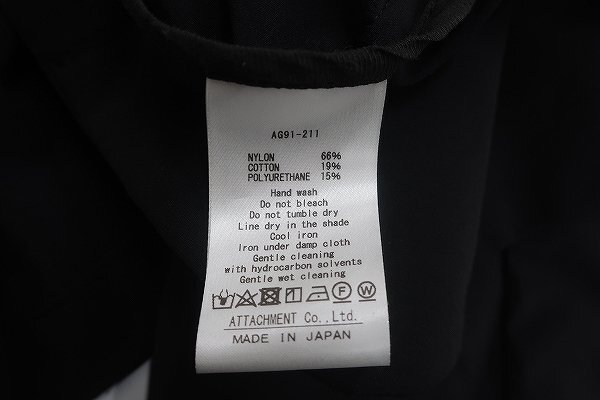 AG91-211
NYLON 66%
COTTON 19%
POLYURETHANE 15%
Hand wash
Do not bleach
Do not tumble dry
Line dry in the shade
Cool iron
Iron under damp cloth
Gentle cleaning
with hydrocarbon solvents
Gentle wet cleaning
F W
ATTACHMENT Co., Ltd.
MADE IN JAPAN